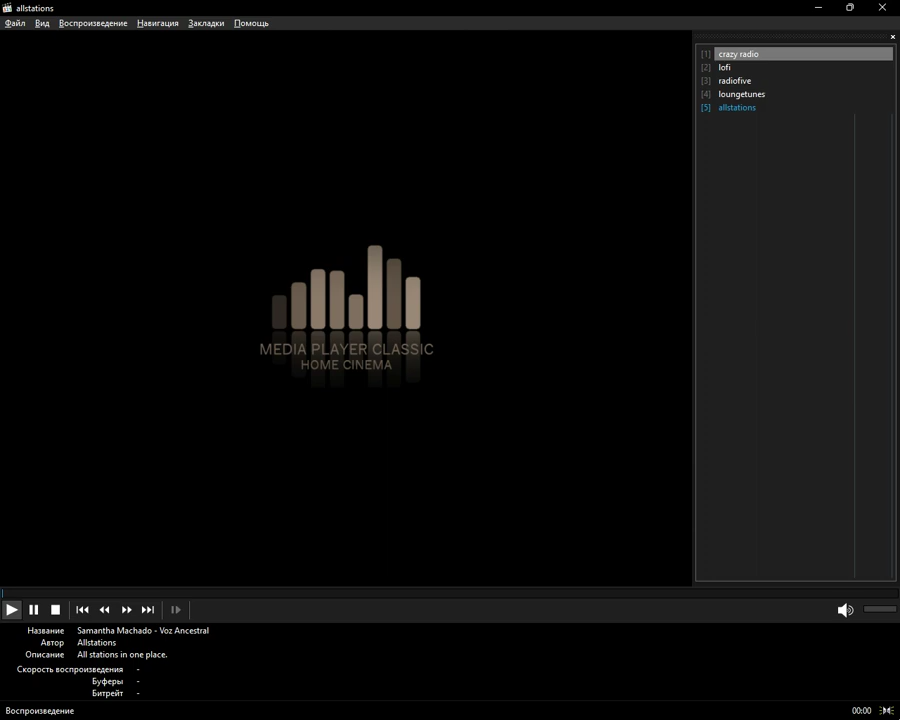 allstations
Файл Вид Воспроизведение Навигация Закладки Помощь
[1] crazy radio
[2] lofi
[3] radiofive
[4] loungetunes
[5] allstations
MEDIA PLAYER CLASSIC
HOME CINEMA
Название Samantha Machado - Voz Ancestral
Автор Allstations
Описание All stations in one place.
Скорость воспроизведения -
Буферы -
Битрейт -
Воспроизведение 00:00